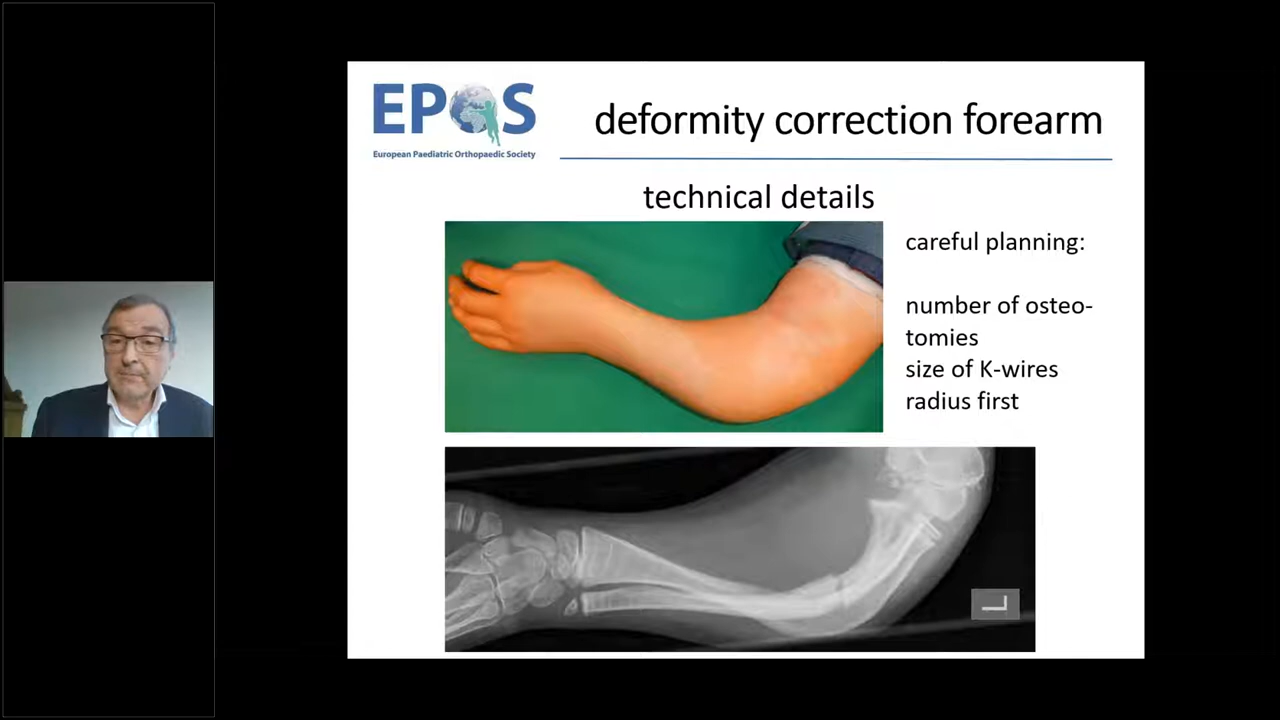 EPOS
European Paediatric Orthopaedic Society
deformity correction forearm
technical details
careful planning:
number of osteo-
tomies
size of K-wires
radius first
L